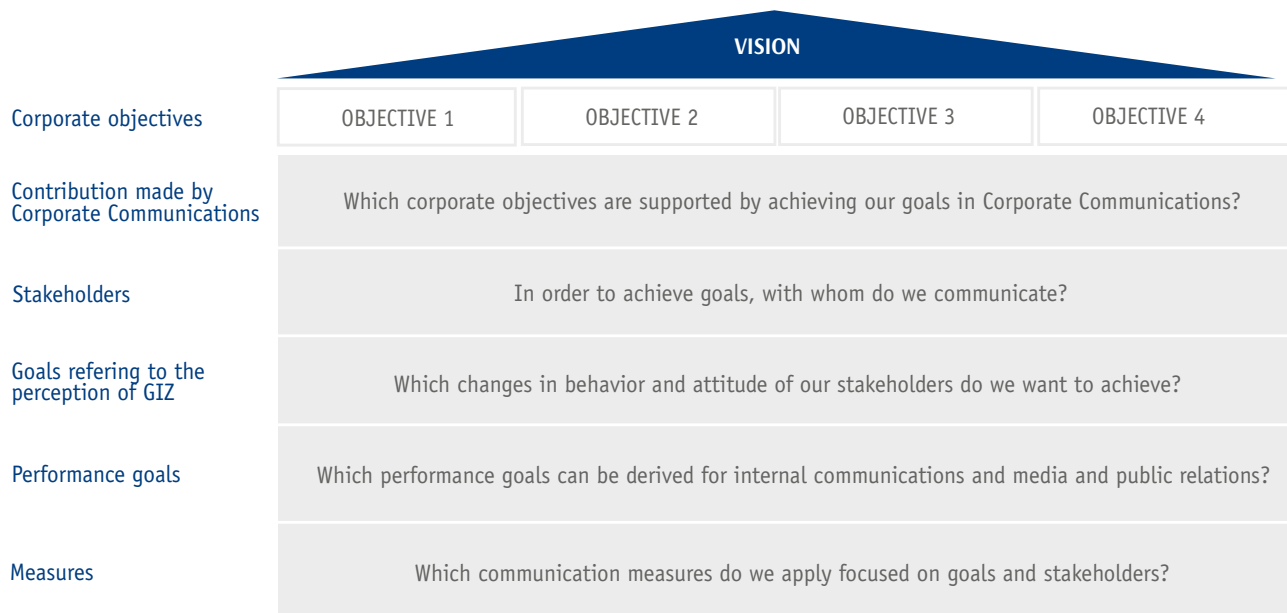 VISION
Corporate objectives
OBJECTIVE 1
OBJECTIVE 2
OBJECTIVE 3
OBJECTIVE 4
Contribution made by
Corporate Communications
Which corporate objectives are supported by achieving our goals in Corporate Communications?
Stakeholders
In order to achieve goals, with whom do we communicate?
Goals refering to the
perception of GIZ
Which changes in behavior and attitude of our stakeholders do we want to achieve?
Performance goals
Which performance goals can be derived for internal communications and media and public relations?
Measures
Which communication measures do we apply focused on goals and stakeholders?